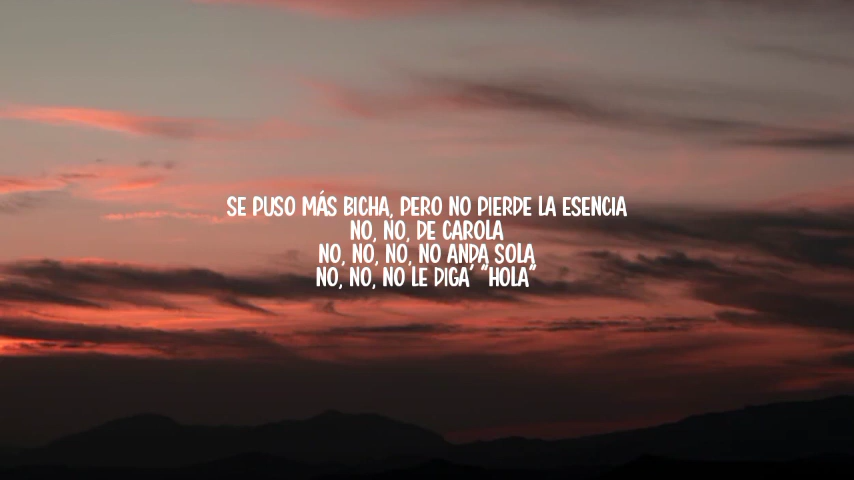 SE PUSO MÁS BICHA, PERO NO PIERDE LA ESENCIA
NO, NO, DE CAROLA
NO, NO, NO, NO ANDA SOLA
NO, NO, NO LE DIGA' "HOLA"